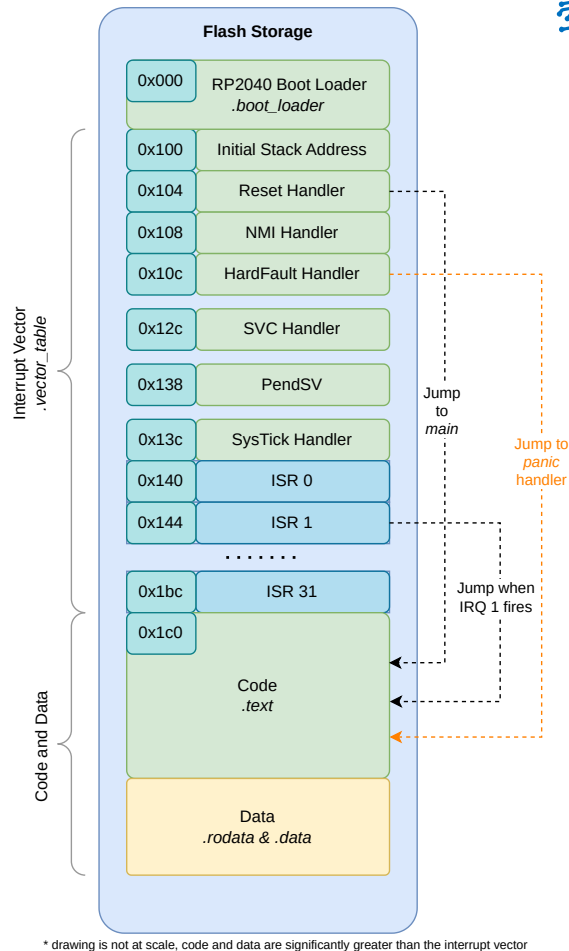 Flash Storage
0x000
RP2040 Boot Loader
.boot_loader
0x100
Initial Stack Address
0x104
Reset Handler
0x108
NMI Handler
0x10c
HardFault Handler
0x12c
SVC Handler
0x138
PendSV
0x13c
SysTick Handler
0x140
ISR 0
0x144
ISR 1
. . . . . . .
0x1bc
ISR 31
0x1c0
Code
.text
Data
.rodata & .data
Interrupt Vector
.vector_table
Code and Data
Jump
to
main
Jump to
panic
handler
Jump when
IRQ 1 fires
* drawing is not at scale, code and data are significantly greater than the interrupt vector